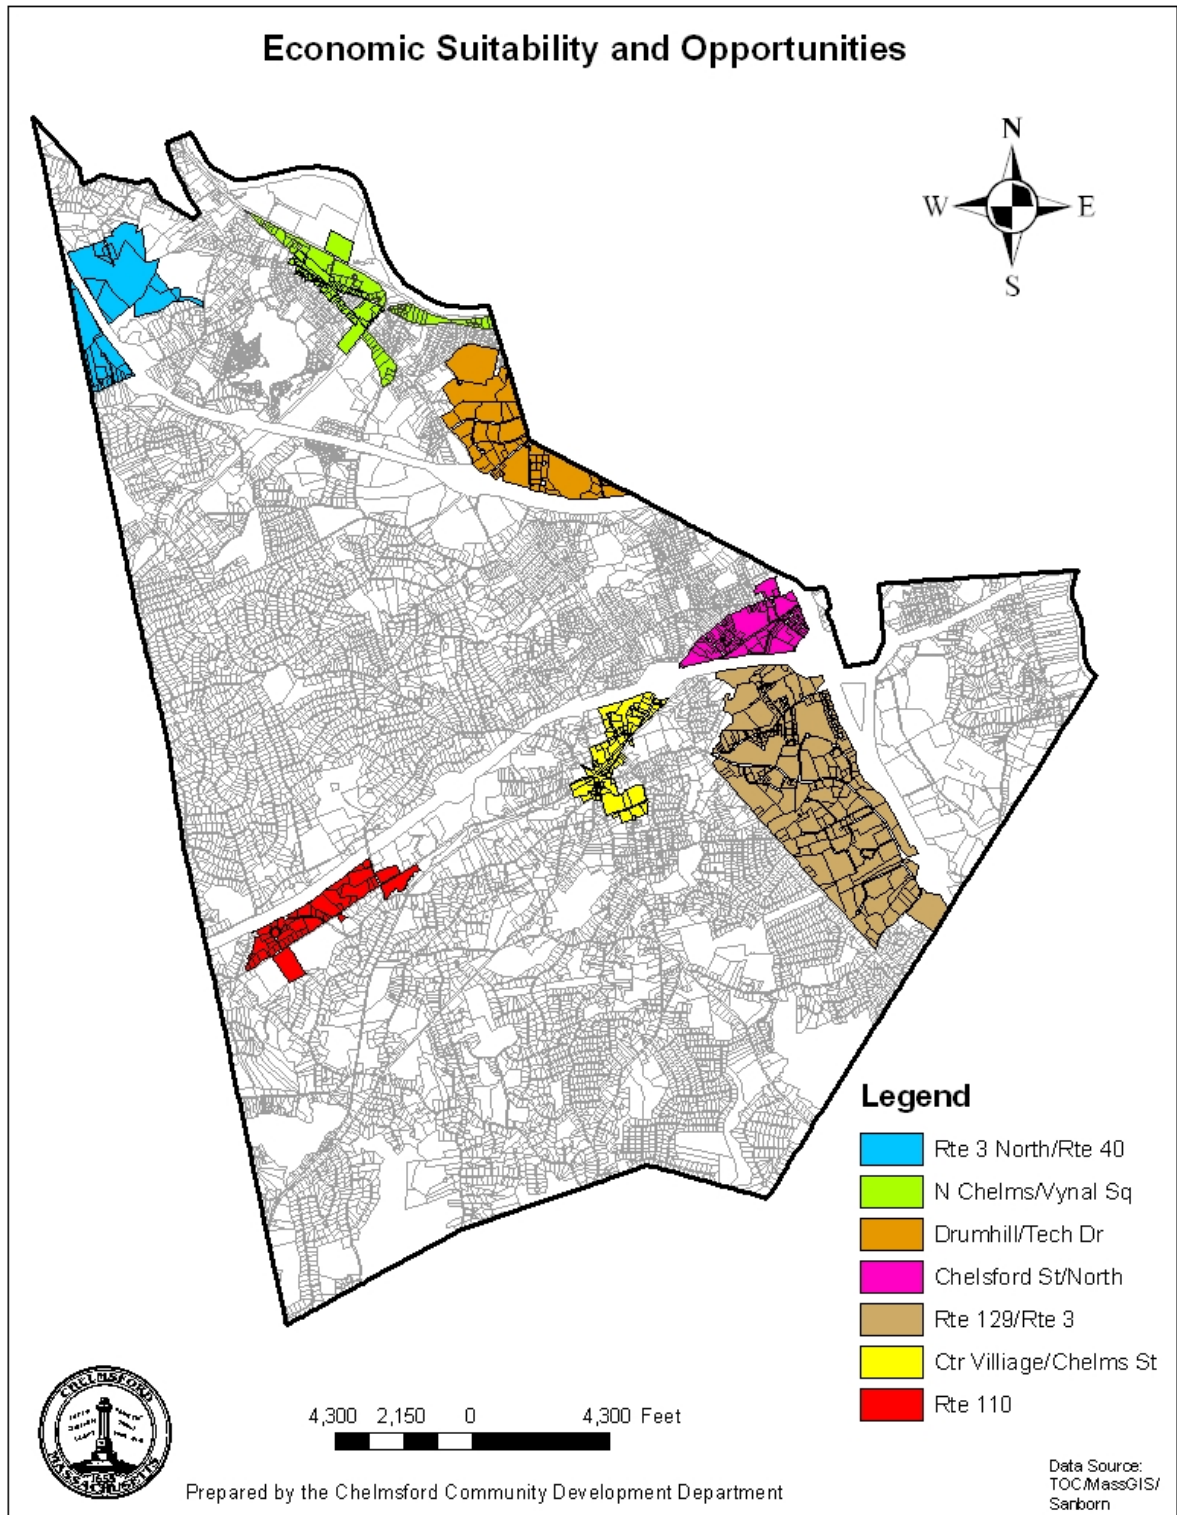 Economic Suitability and Opportunities
N
W
E
S
Legend
Rte 3 North/Rte 40
N Chelms/Vynal Sq
Drumhill/Tech Dr
Chelsford St/North
Rte 129/Rte 3
Ctr Villiage/Chelms St
Rte 110
CHELMSFORD
MASSACHUSETTS
4,300 2,150 0 4,300 Feet
Prepared by the Chelmsford Community Development Department
Data Source:
TOC/MassGIS/
Sanborn